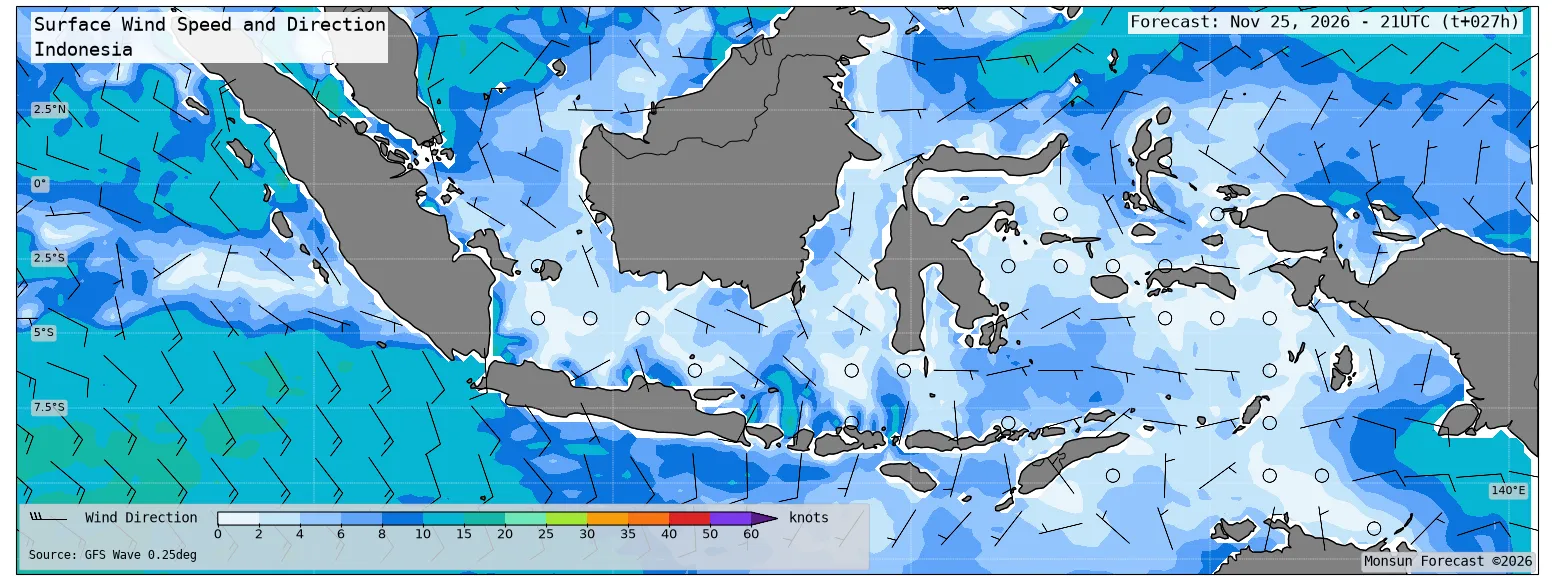 Surface Wind Speed and Direction
Indonesia
Forecast: Nov 25, 2026 - 21UTC (t+027h)
2.5°N
0°
2.5°S
5°S
7.5°S
140°E
Wind Direction
0 2 4 6 8 10 15 20 25 30 35 40 50 60
knots
Source: GFS Wave 0.25deg
Monsun Forecast ©2026